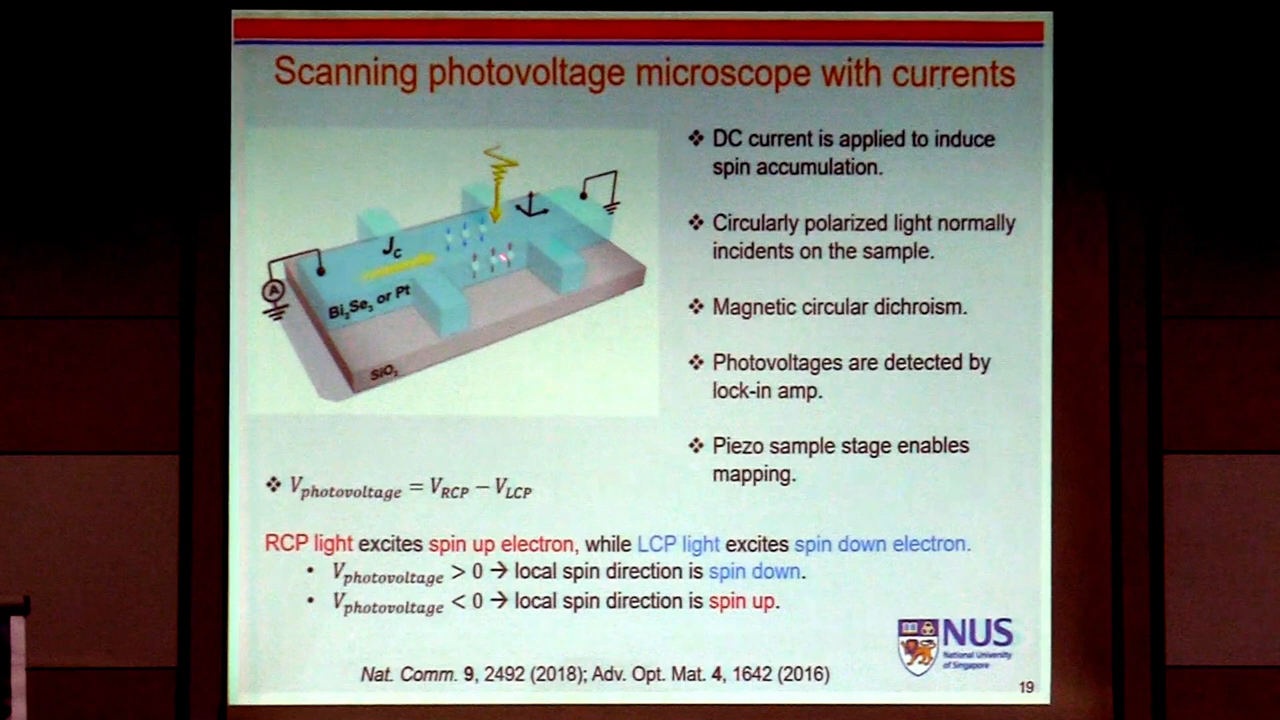 Scanning photovoltage microscope with currents
❖ DC current is applied to induce
spin accumulation.
❖ Circularly polarized light normally
incidents on the sample.
❖ Magnetic circular dichroism.
❖ Photovoltages are detected by
lock-in amp.
❖ Piezo sample stage enables
mapping.
J_C
A
Bi₂Se₃ or Pt
SiO₂
❖ V_photovoltage = V_RCP − V_LCP
RCP light excites spin up electron, while LCP light excites spin down electron.
• V_photovoltage > 0 → local spin direction is spin down.
• V_photovoltage < 0 → local spin direction is spin up.
NUS
National University
of Singapore
Nat. Comm. 9, 2492 (2018); Adv. Opt. Mat. 4, 1642 (2016)
19